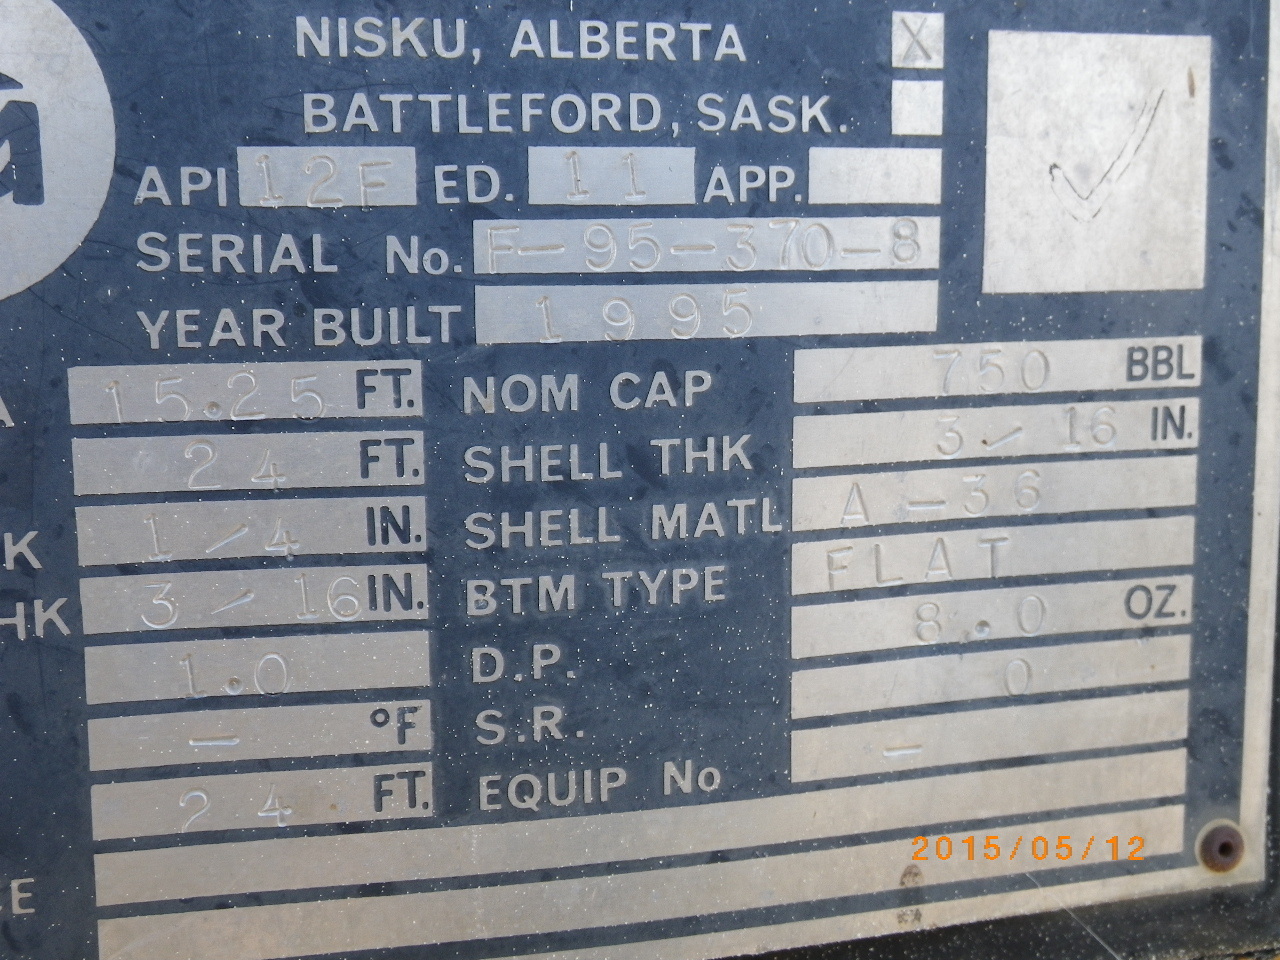 NISKU, ALBERTA X
BATTLEFORD, SASK.
API 12F ED. 11 APP.
SERIAL No. F-95-370-8
YEAR BUILT 1995
A 15.25 FT. NOM CAP 750 BBL
24 FT. SHELL THK 3/16 IN.
K 1/4 IN. SHELL MATL A-36
HK 3/16 IN. BTM TYPE FLAT
1.0 D.P. 8.0 OZ.
- °F S.R. 0
24 FT. EQUIP No -
CE
2015/05/12